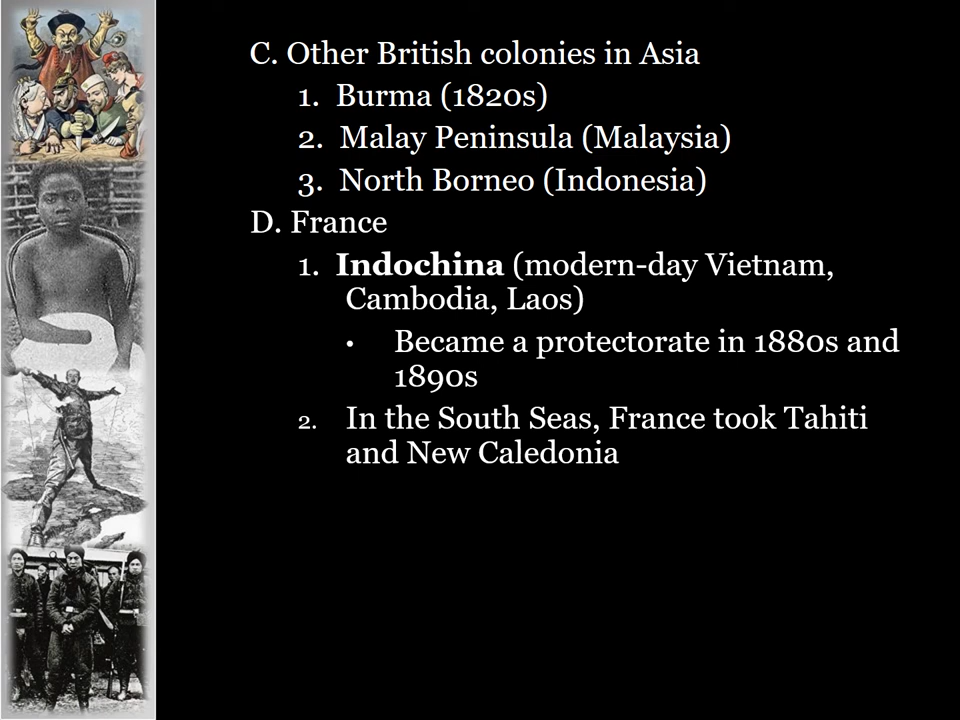 C. Other British colonies in Asia
1. Burma (1820s)
2. Malay Peninsula (Malaysia)
3. North Borneo (Indonesia)
D. France
1. Indochina (modern-day Vietnam,
Cambodia, Laos)
• Became a protectorate in 1880s and
1890s
2. In the South Seas, France took Tahiti
and New Caledonia